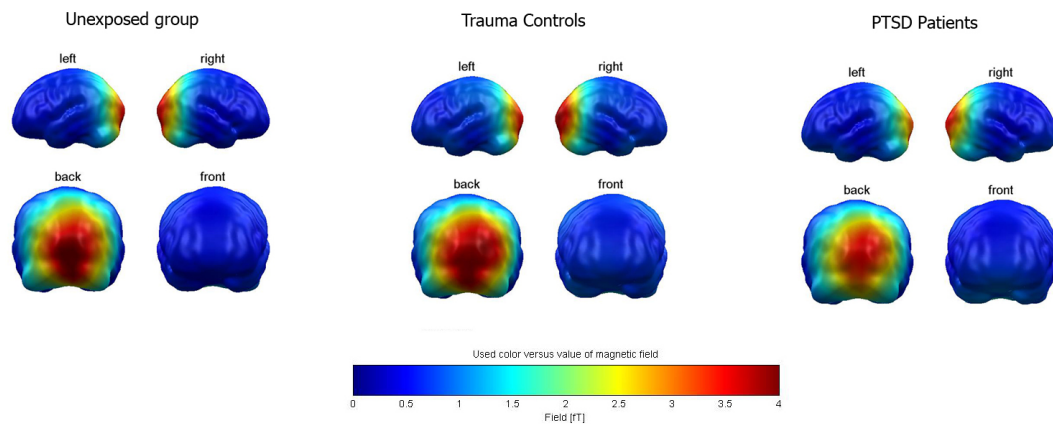 Unexposed group
Trauma Controls
PTSD Patients
left right
left right
left right
back front
back front
back front
Used color versus value of magnetic field
0 0.5 1 1.5 2 2.5 3 3.5 4
Field [fT]